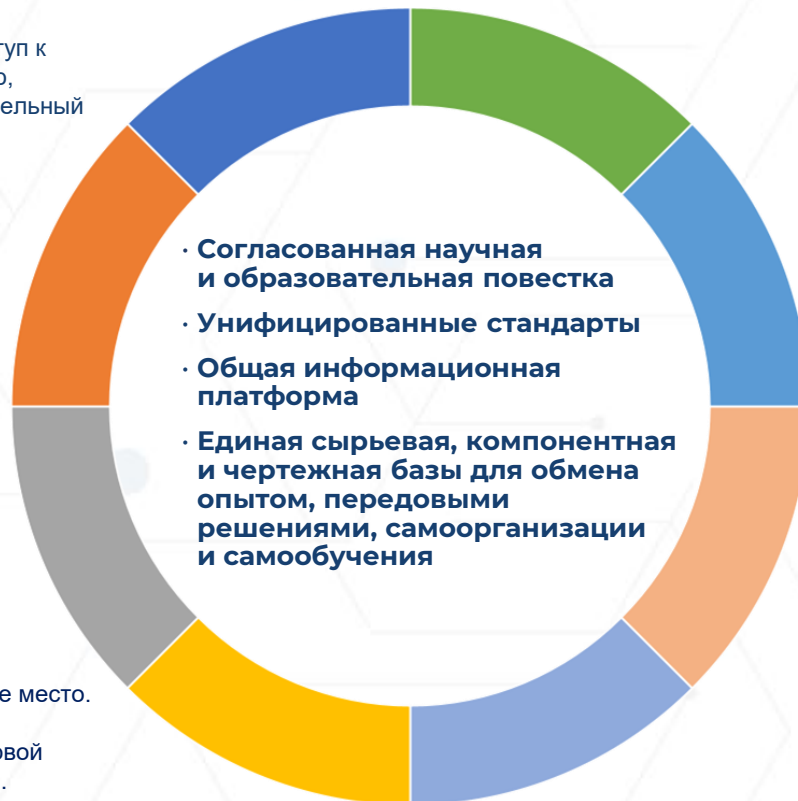 · Согласованная научная
и образовательная повестка
· Унифицированные стандарты
· Общая информационная
платформа
· Единая сырьевая, компонентная
и чертежная базы для обмена
опытом, передовыми
решениями, самоорганизации
и самообучения
к
е место.